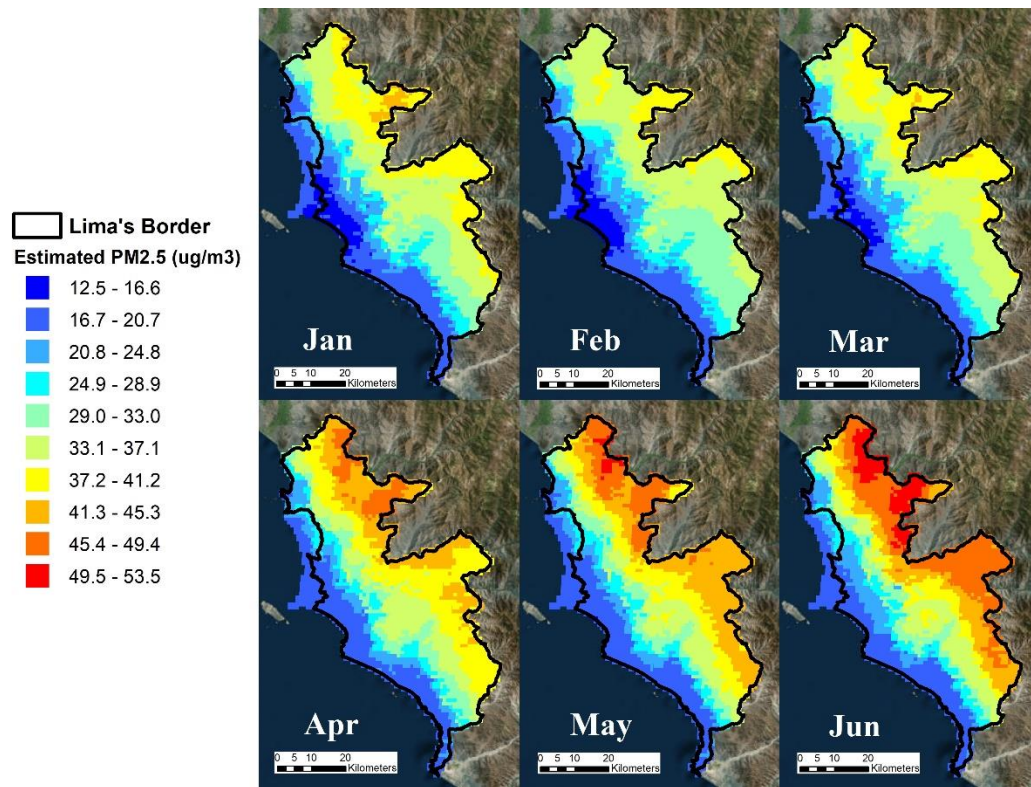 Lima's Border
Estimated PM2.5 (ug/m3)
12.5 - 16.6
16.7 - 20.7
20.8 - 24.8
24.9 - 28.9
29.0 - 33.0
33.1 - 37.1
37.2 - 41.2
41.3 - 45.3
45.4 - 49.4
49.5 - 53.5
Jan
0 5 10 20
Kilometers
Feb
0 5 10 20
Kilometers
Mar
0 5 10 20
Kilometers
Apr
0 5 10 20
Kilometers
May
0 5 10 20
Kilometers
Jun
0 5 10 20
Kilometers